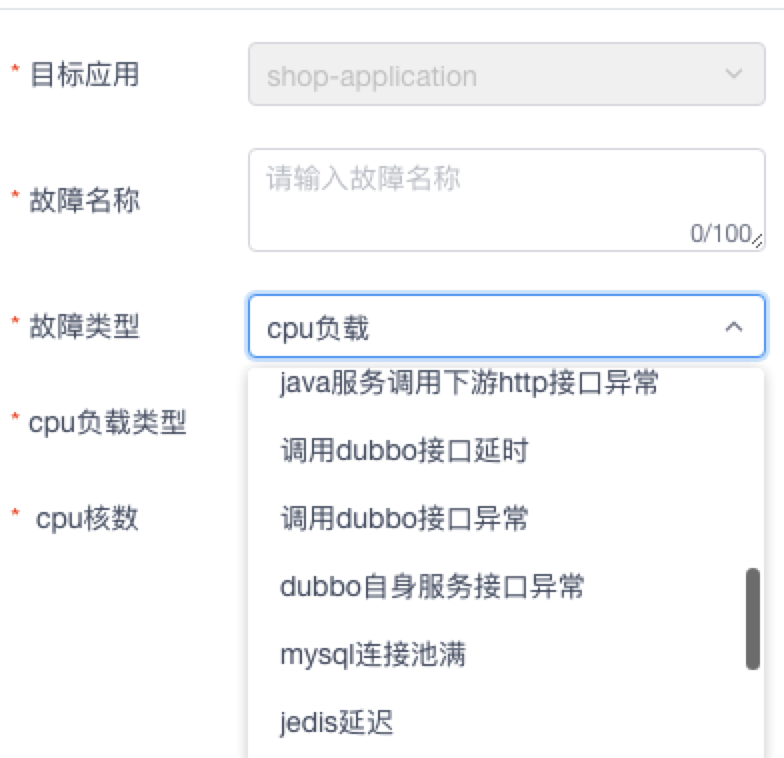 * 目标应用 shop-application
* 故障名称 请输入故障名称
0/100
* 故障类型 cpu负载
java服务调用下游http接口异常
* cpu负载类型
调用dubbo接口延时
* cpu核数
调用dubbo接口异常
dubbo自身服务接口异常
mysql连接池满
jedis延迟